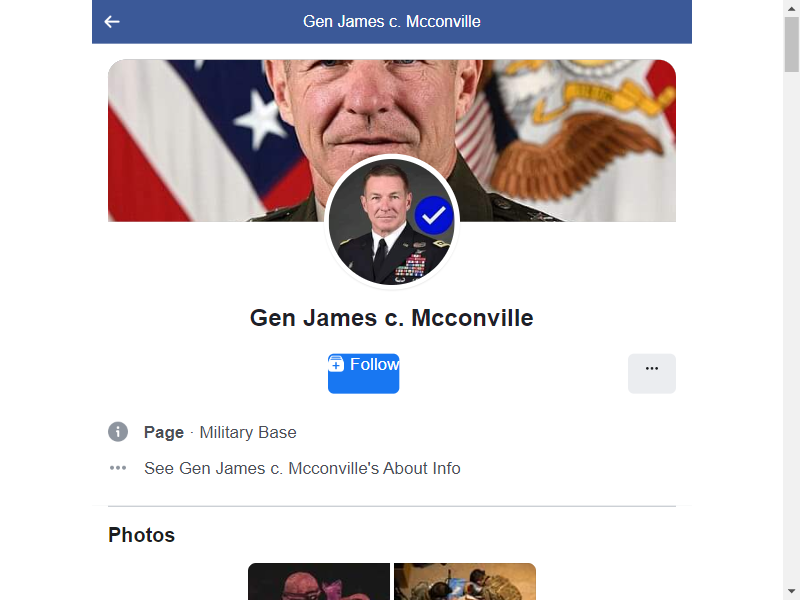 Gen James c. Mcconville
Gen James c. Mcconville
Follow
Page · Military Base
See Gen James c. Mcconville's About Info
Photos